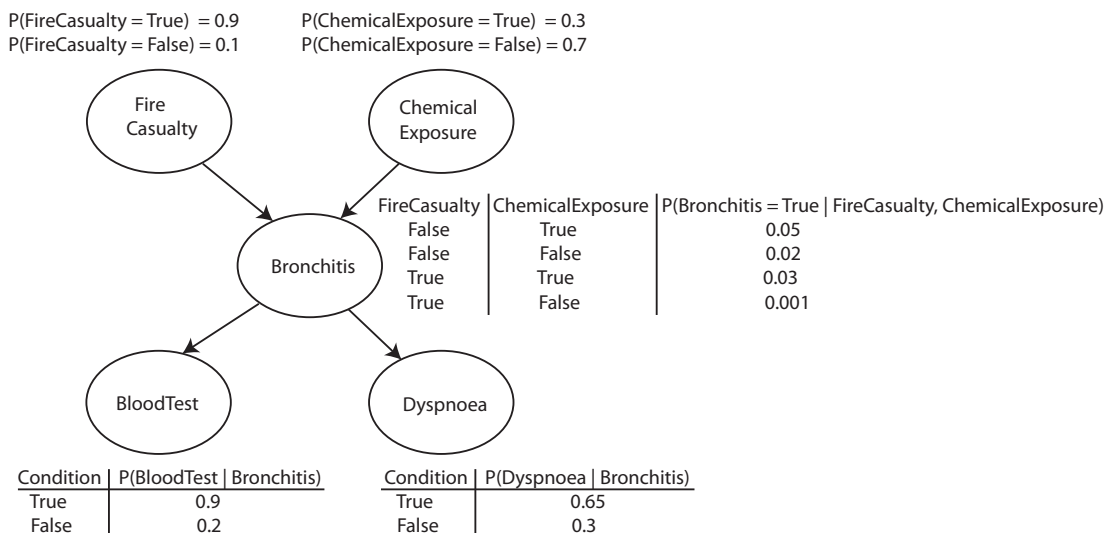 P(FireCasualty = True) = 0.9
P(FireCasualty = False) = 0.1
P(ChemicalExposure = True) = 0.3
P(ChemicalExposure = False) = 0.7
Fire
Casualty
Chemical
Exposure
Bronchitis
FireCasualty ChemicalExposure P(Bronchitis = True | FireCasualty, ChemicalExposure)
False True 0.05
False False 0.02
True True 0.03
True False 0.001
BloodTest
Dyspnoea
Condition P(BloodTest | Bronchitis)
True 0.9
False 0.2
Condition P(Dyspnoea | Bronchitis)
True 0.65
False 0.3